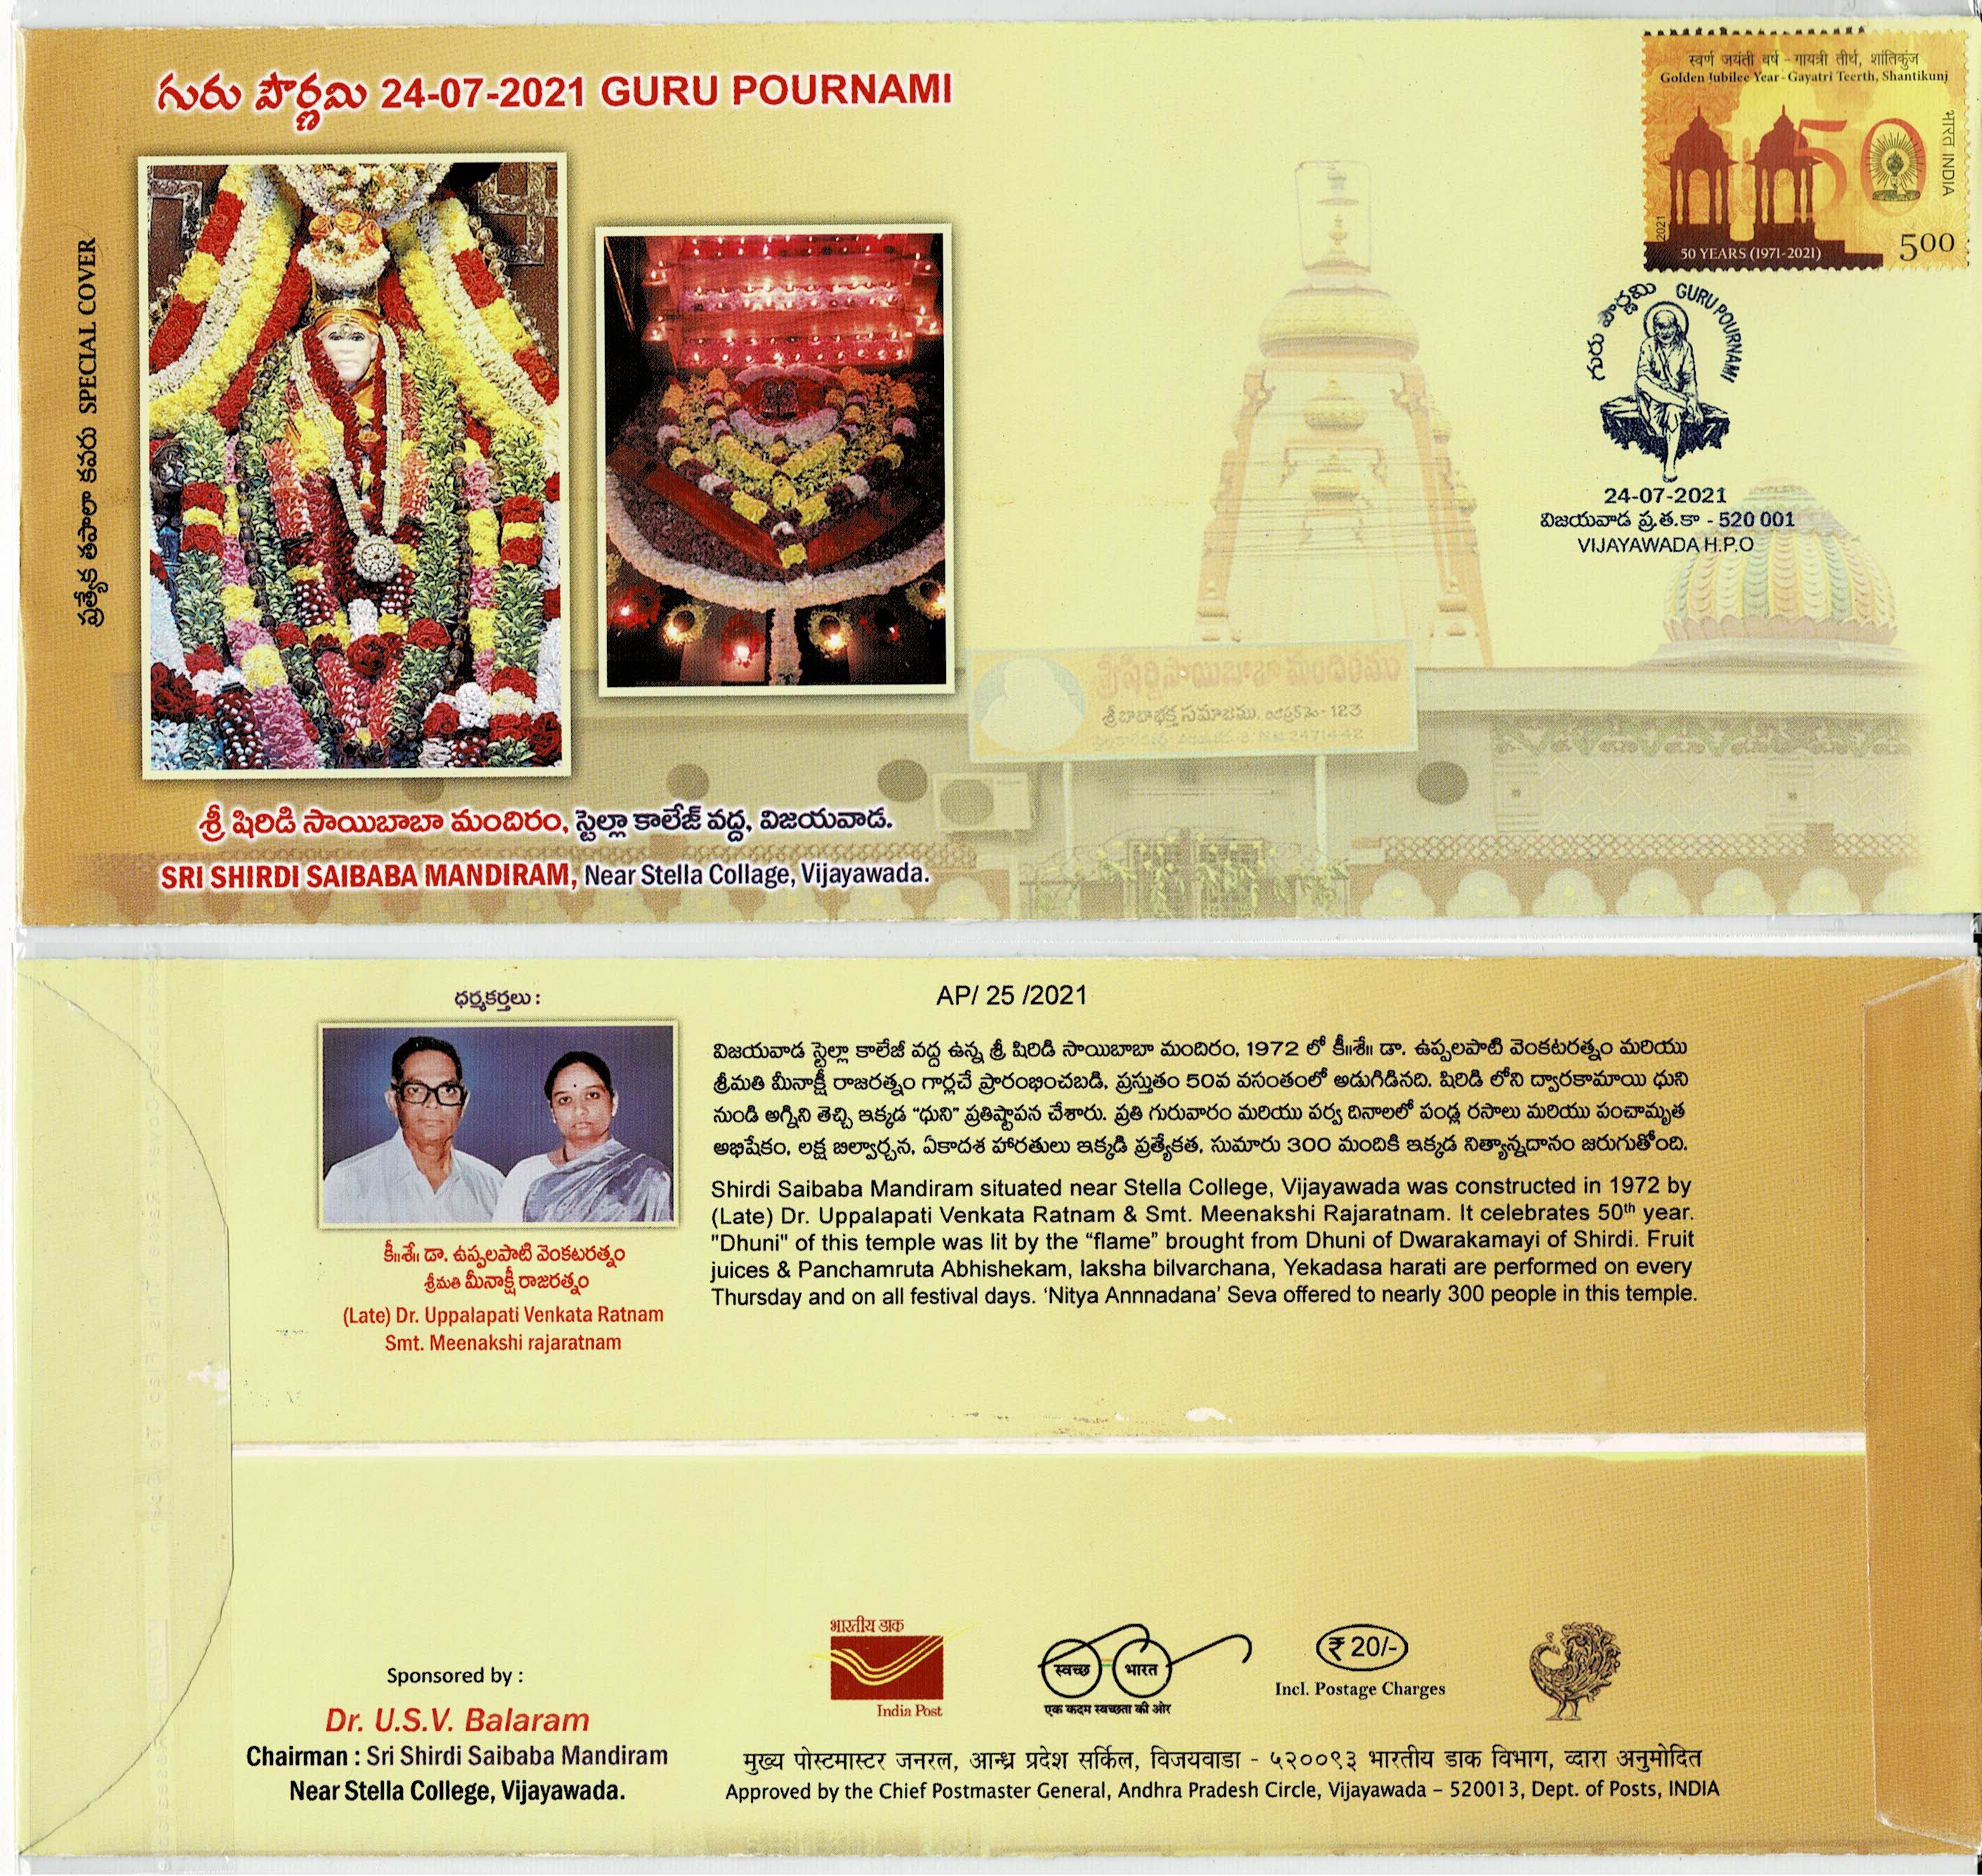 గురు పౌర్ణమి 24-07-2021 GURU POURNAMI
ప్రత్యేక తపాలా కవరు SPECIAL COVER
स्वर्ण जयंती वर्ष - गायत्री तीर्थ, शांतिकुंज
Golden Jubilee Year - Gayatri Teerth, Shantikunj
50
भारत INDIA
2021
50 YEARS (1971-2021)
500
గురు పౌర్ణమి GURU POURNAMI
24-07-2021
విజయవాడ ప్ర.త.కా - 520 001
VIJAYAWADA H.P.O
శ్రీ షిరిడి సాయిబాబా మందిరము
శ్రీ బాబా భక్త సమాజము, - 123
2471442
శ్రీ షిరిడి సాయిబాబా మందిరం, స్టెల్లా కాలేజ్ వద్ద, విజయవాడ.
SRI SHIRDI SAIBABA MANDIRAM, Near Stella Collage, Vijayawada.
ధర్మకర్తలు :
AP/ 25 /2021
విజయవాడ స్టెల్లా కాలేజీ వద్ద ఉన్న శ్రీ షిరిడి సాయిబాబా మందిరం, 1972 లో కీ॥శే॥ డా. ఉప్పలపాటి వెంకటరత్నం మరియు
శ్రీమతి మీనాక్షీ రాజరత్నం గార్లచే ప్రారంభించబడి, ప్రస్తుతం 50వ వసంతంలో అడుగిడినది. షిరిడి లోని ద్వారకామాయి ధుని
నుండి అగ్నిని తెచ్చి ఇక్కడ "ధుని" ప్రతిష్టాపన చేశారు. ప్రతి గురువారం మరియు పర్వ దినాలలో పండ్ల రసాలు మరియు పంచామృత
అభిషేకం, లక్ష బిల్వార్చన, ఏకాదశ హారతులు ఇక్కడి ప్రత్యేకత, సుమారు 300 మందికి ఇక్కడ నిత్యాన్నదానం జరుగుతోంది.
Shirdi Saibaba Mandiram situated near Stella College, Vijayawada was constructed in 1972 by
(Late) Dr. Uppalapati Venkata Ratnam & Smt. Meenakshi Rajaratnam. It celebrates 50th year.
"Dhuni" of this temple was lit by the "flame" brought from Dhuni of Dwarakamayi of Shirdi. Fruit
juices & Panchamruta Abhishekam, laksha bilvarchana, Yekadasa harati are performed on every
Thursday and on all festival days. 'Nitya Annnadana' Seva offered to nearly 300 people in this temple.
కీ॥శే॥ డా. ఉప్పలపాటి వెంకటరత్నం
శ్రీమతి మీనాక్షీ రాజరత్నం
(Late) Dr. Uppalapati Venkata Ratnam
Smt. Meenakshi rajaratnam
Sponsored by :
Dr. U.S.V. Balaram
Chairman : Sri Shirdi Saibaba Mandiram
Near Stella College, Vijayawada.
भारतीय डाक
India Post
स्वच्छ भारत
एक कदम स्वच्छता की ओर
₹ 20/-
Incl. Postage Charges
मुख्य पोस्टमास्टर जनरल, आन्ध्र प्रदेश सर्किल, विजयवाडा - ५२००१३ भारतीय डाक विभाग, व्दारा अनुमोदित
Approved by the Chief Postmaster General, Andhra Pradesh Circle, Vijayawada – 520013, Dept. of Posts, INDIA